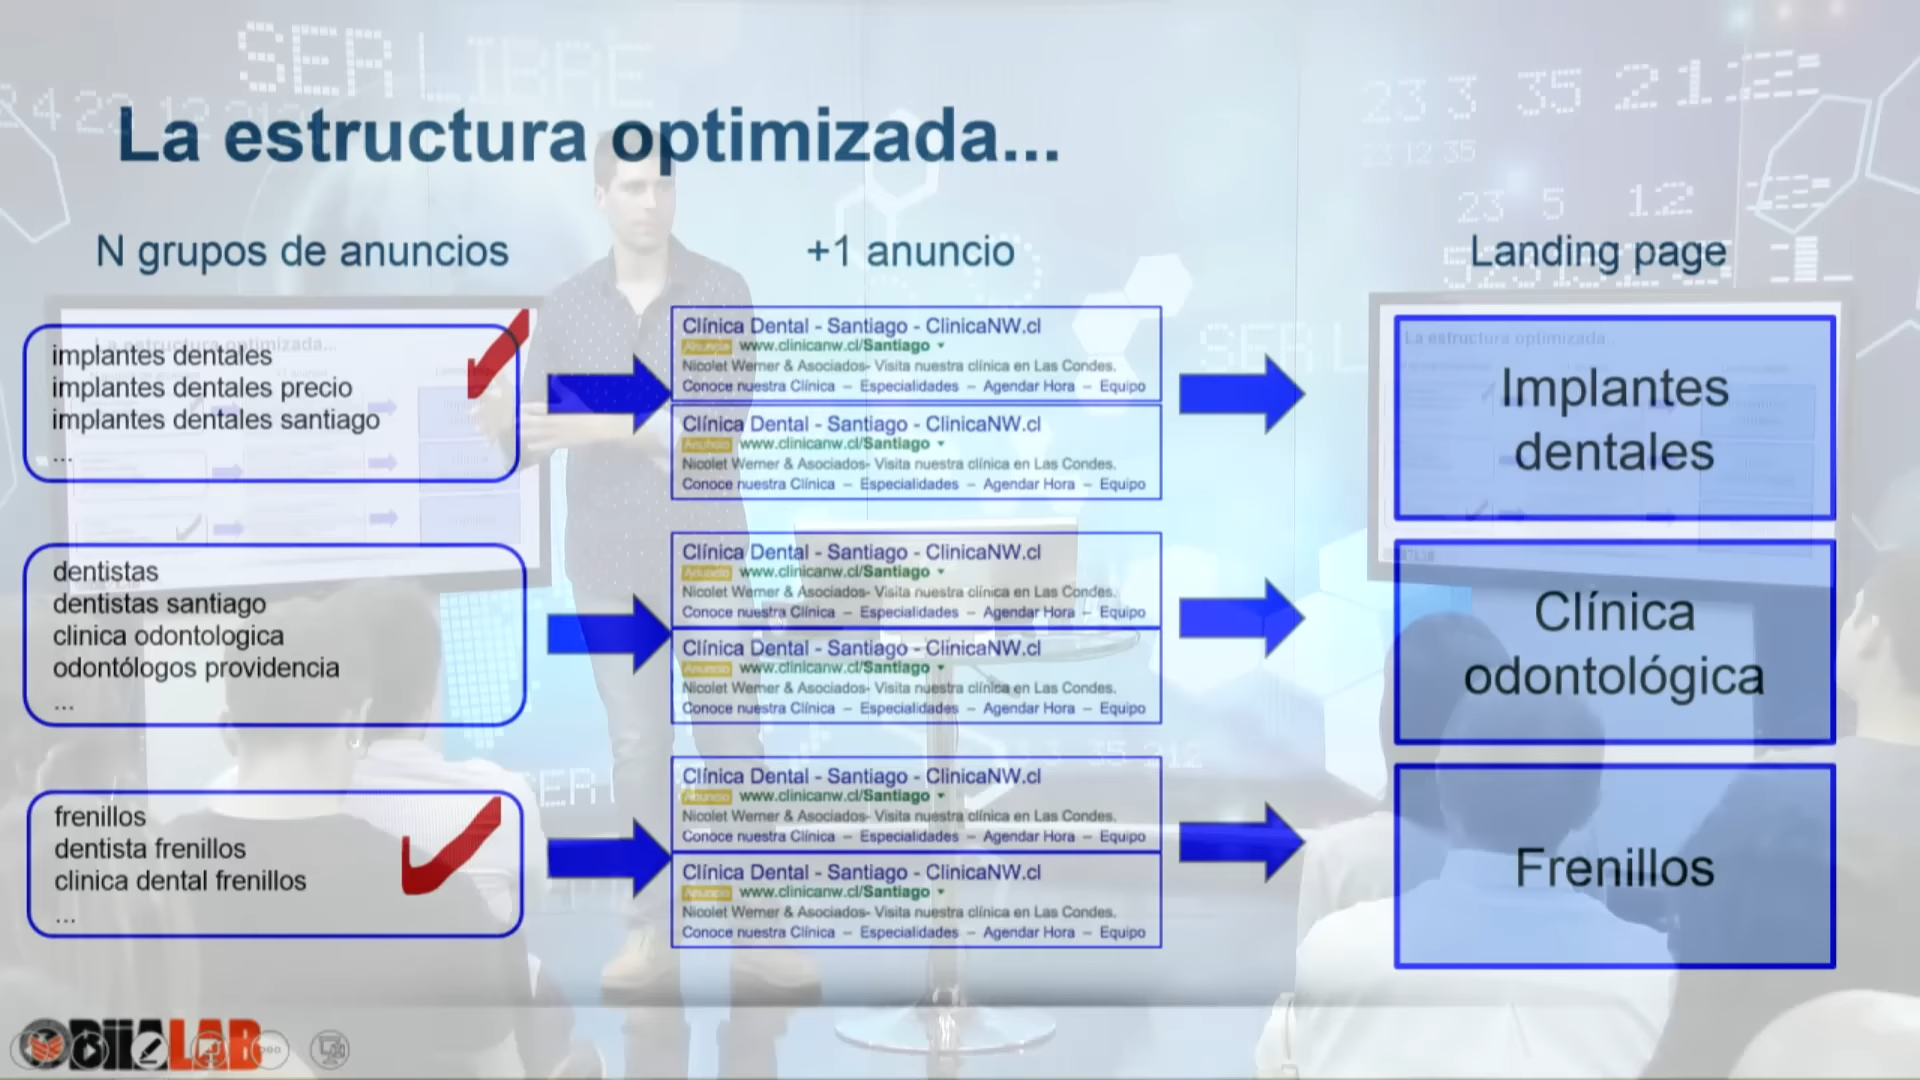 SER LIBRE
La estructura optimizada...
N grupos de anuncios
+1 anuncio
Landing page
implantes dentales
implantes dentales precio
implantes dentales santiago
...
dentistas
dentistas santiago
clinica odontologica
odontólogos providencia
...
frenillos
dentista frenillos
clinica dental frenillos
...
Clínica Dental - Santiago - ClinicaNW.cl
Anuncio www.clinicanw.cl/Santiago
Nicolet Werner & Asociados- Visita nuestra clínica en Las Condes.
Conoce nuestra Clínica – Especialidades – Agendar Hora – Equipo
Clínica Dental - Santiago - ClinicaNW.cl
Anuncio www.clinicanw.cl/Santiago
Nicolet Werner & Asociados- Visita nuestra clínica en Las Condes.
Conoce nuestra Clínica – Especialidades – Agendar Hora – Equipo
Clínica Dental - Santiago - ClinicaNW.cl
Anuncio www.clinicanw.cl/Santiago
Nicolet Werner & Asociados- Visita nuestra clínica en Las Condes.
Conoce nuestra Clínica – Especialidades – Agendar Hora – Equipo
Clínica Dental - Santiago - ClinicaNW.cl
Anuncio www.clinicanw.cl/Santiago
Nicolet Werner & Asociados- Visita nuestra clínica en Las Condes.
Conoce nuestra Clínica – Especialidades – Agendar Hora – Equipo
Clínica Dental - Santiago - ClinicaNW.cl
Anuncio www.clinicanw.cl/Santiago
Nicolet Werner & Asociados- Visita nuestra clínica en Las Condes.
Conoce nuestra Clínica – Especialidades – Agendar Hora – Equipo
Clínica Dental - Santiago - ClinicaNW.cl
Anuncio www.clinicanw.cl/Santiago
Nicolet Werner & Asociados- Visita nuestra clínica en Las Condes.
Conoce nuestra Clínica – Especialidades – Agendar Hora – Equipo
La estructura optimizada...
Implantes
dentales
Clínica
odontológica
Frenillos
BiiALAB